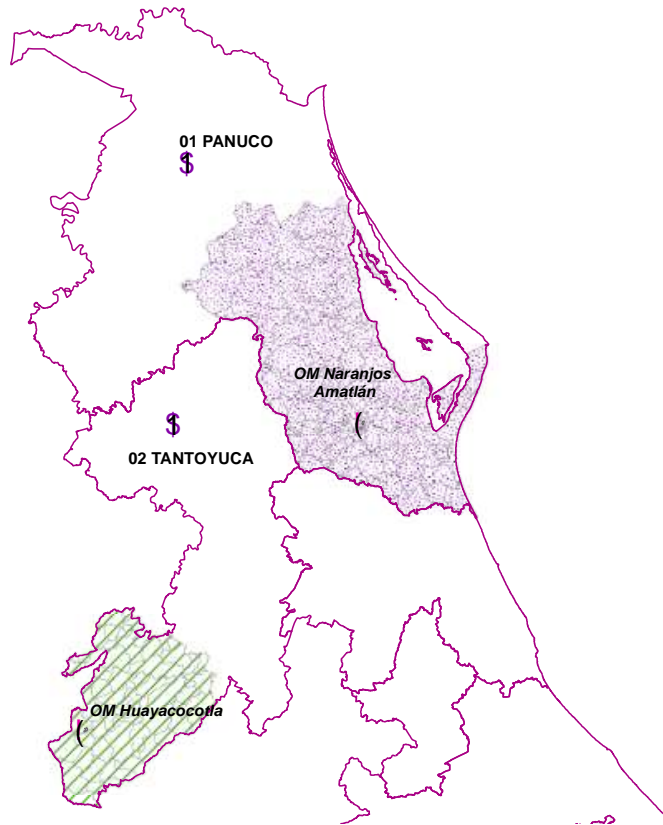 01 PANUCO
$
OM Naranjos
Amatlán
(
$
02 TANTOYUCA
OM Huayacocotla
(